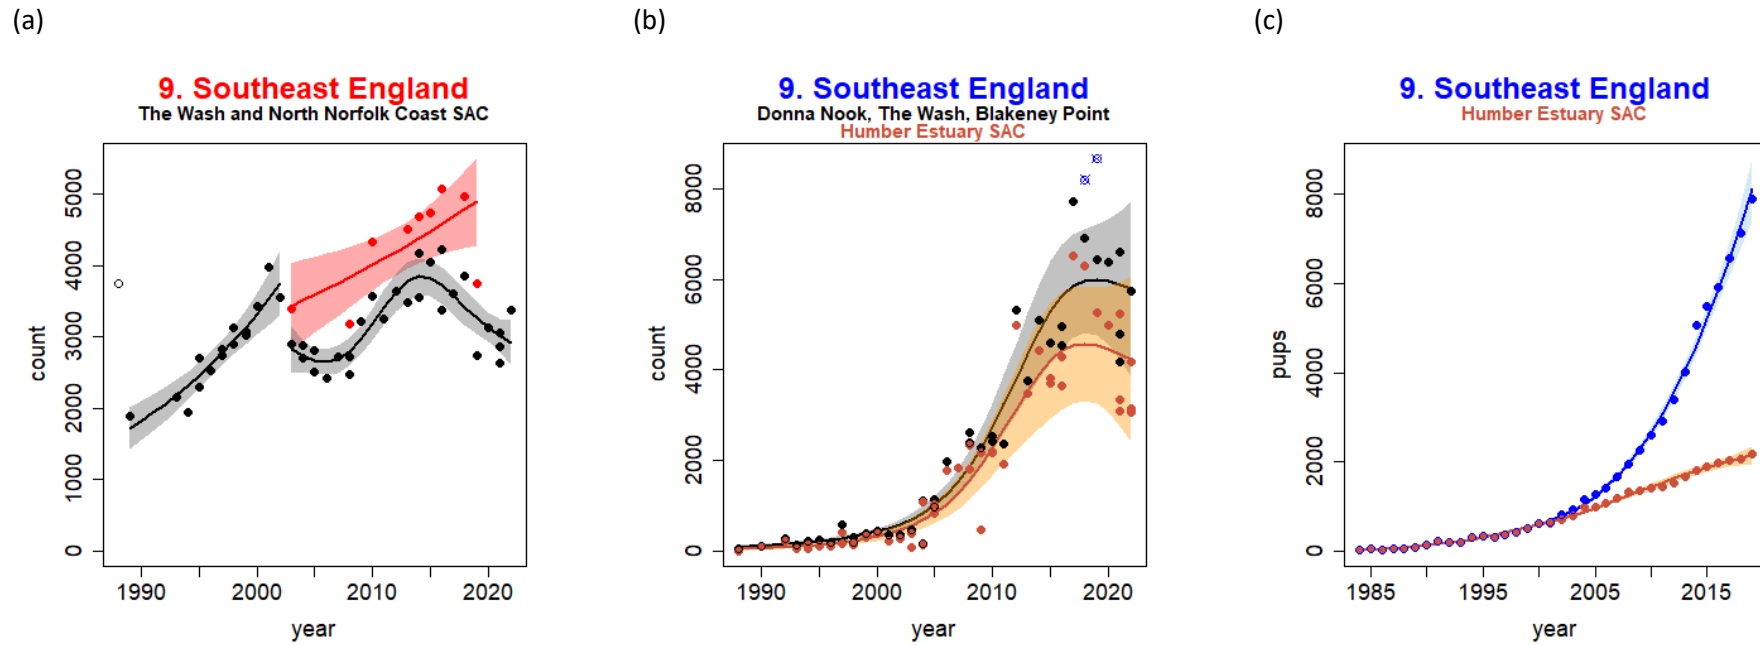 (a)
9. Southeast England
The Wash and North Norfolk Coast SAC
count
5000
4000
3000
2000
1000
0
1990 2000 2010 2020
year
(b)
9. Southeast England
Donna Nook, The Wash, Blakeney Point
Humber Estuary SAC
count
8000
6000
4000
2000
0
1990 2000 2010 2020
year
(c)
9. Southeast England
Humber Estuary SAC
pups
8000
6000
4000
2000
0
1985 1995 2005 2015
year